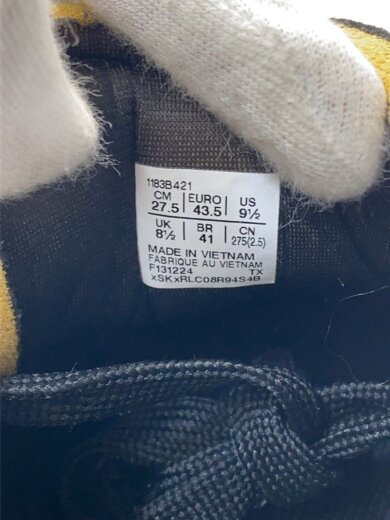 1183B421
CM EURO US
27.5 43.5 9½
UK BR CN
8½ 41 275(2.5)
MADE IN VIETNAM
FABRIQUE AU VIETNAM
F131224 TX
xSKxRLC08R94S4B